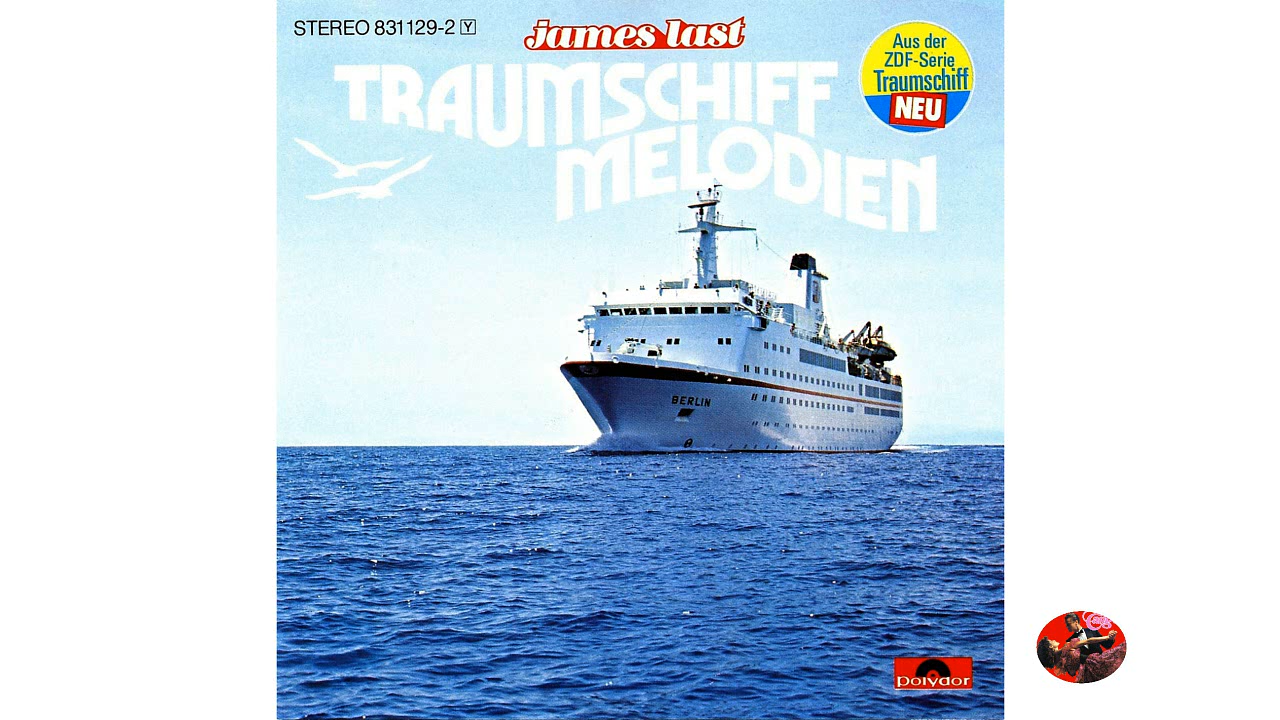 STEREO 831129-2 Y
james last
TRAUMSCHIFF
MELODIEN
Aus der
ZDF-Serie
Traumschiff
NEU
BERLIN
polydor